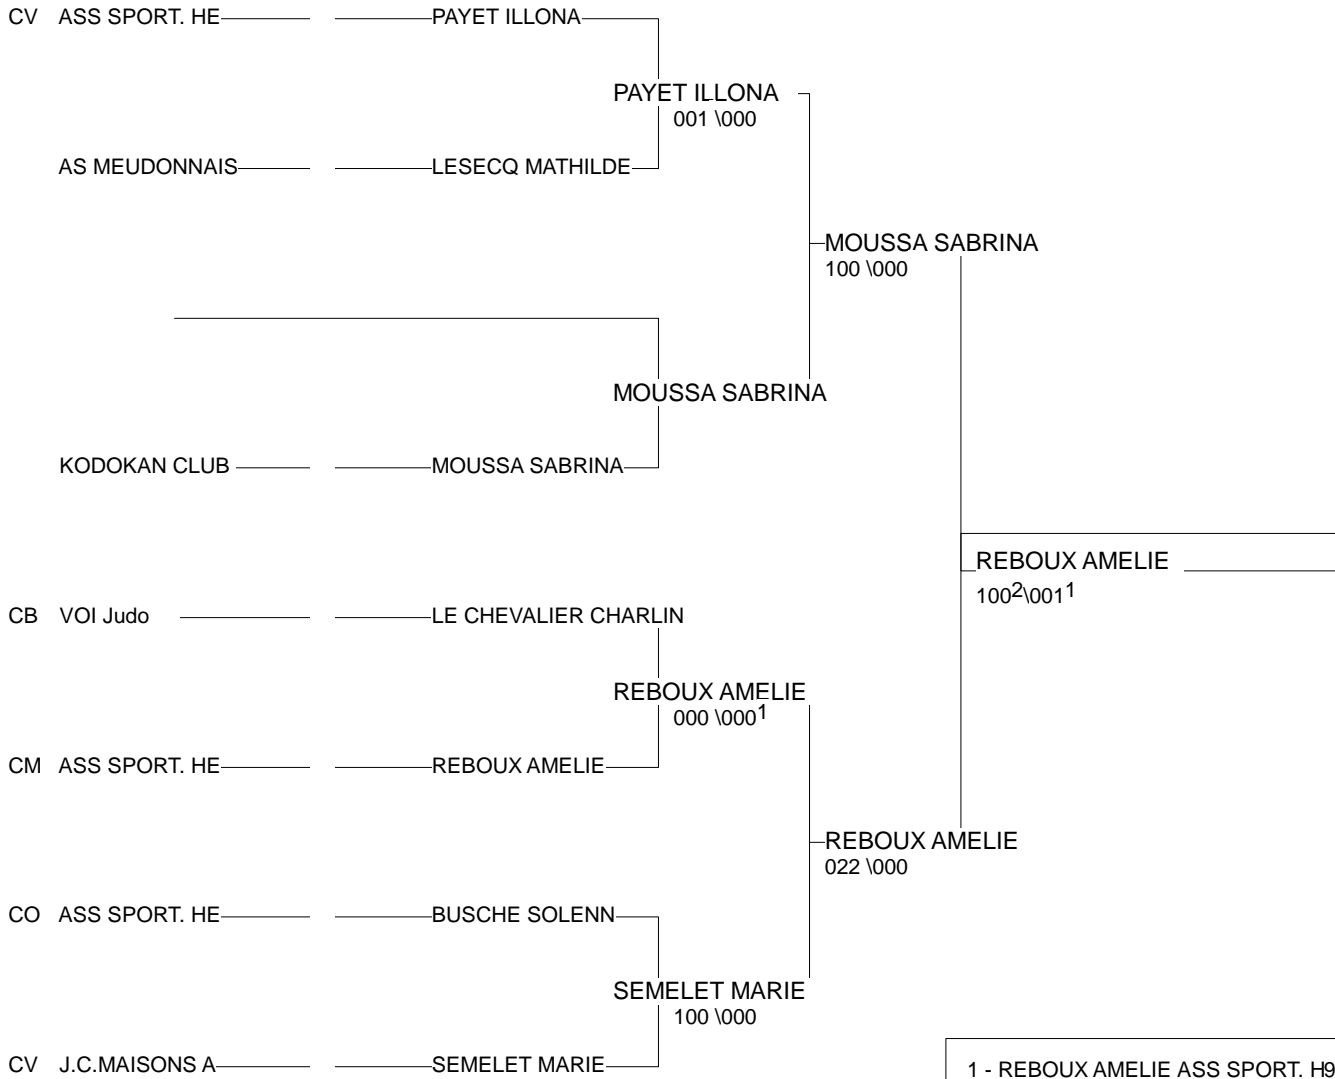 CV ASS SPORT. HE PAYET ILLONA
PAYET ILLONA
001 \000
AS MEUDONNAIS LESECQ MATHILDE
MOUSSA SABRINA
100 \000
MOUSSA SABRINA
KODOKAN CLUB MOUSSA SABRINA
REBOUX AMELIE
100² \001¹
CB VOI Judo LE CHEVALIER CHARLIN
REBOUX AMELIE
000 \000¹
CM ASS SPORT. HE REBOUX AMELIE
REBOUX AMELIE
022 \000
CO ASS SPORT. HE BUSCHE SOLENN
SEMELET MARIE
100 \000
CV J.C.MAISONS A SEMELET MARIE
1 - REBOUX AMELIE ASS SPORT. H9